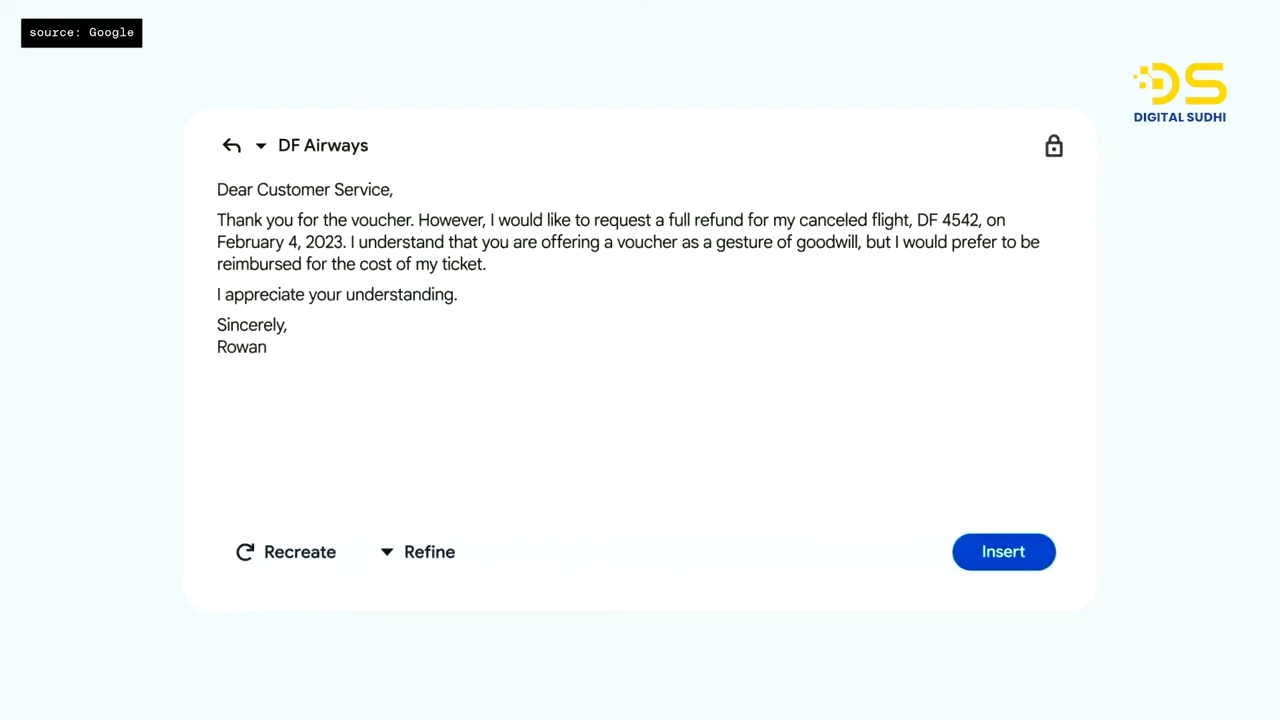 source: Google
DS
DIGITAL SUDHI
DF Airways
Dear Customer Service,
Thank you for the voucher. However, I would like to request a full refund for my canceled flight, DF 4542, on
February 4, 2023. I understand that you are offering a voucher as a gesture of goodwill, but I would prefer to be
reimbursed for the cost of my ticket.
I appreciate your understanding.
Sincerely,
Rowan
Recreate
Refine
Insert